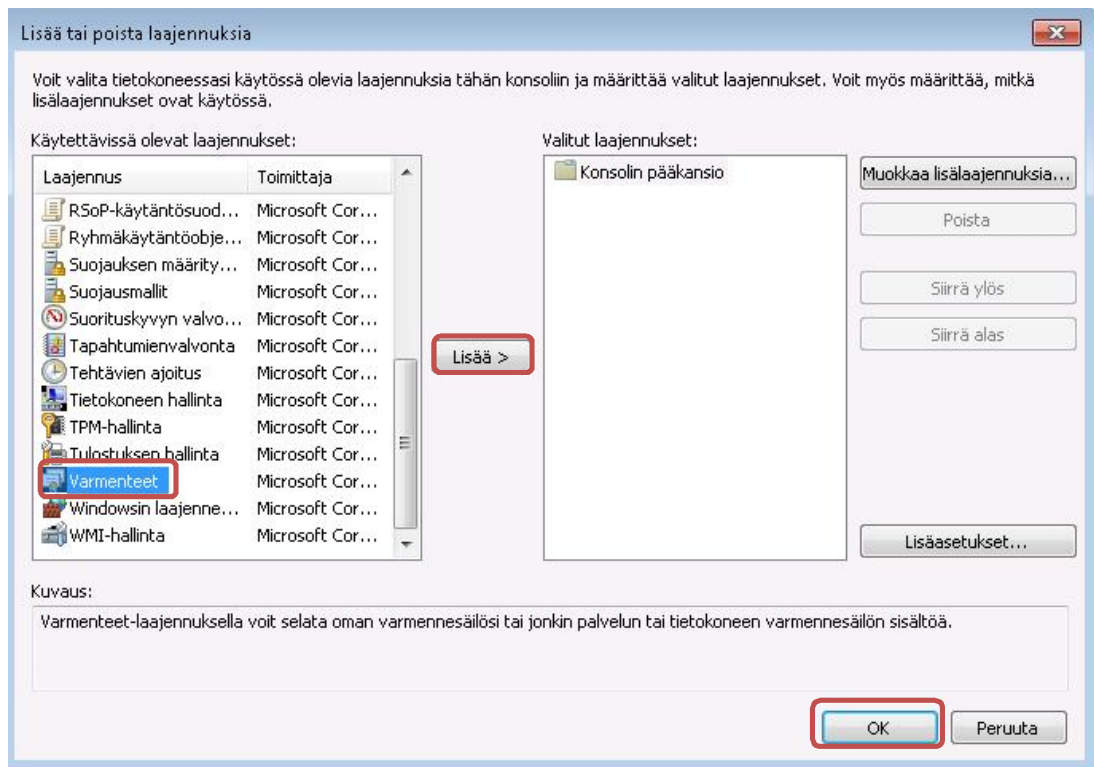 Lisää tai poista laajennuksia
Voit valita tietokoneessasi käytössä olevia laajennuksia tähän konsoliin ja määrittää valitut laajennukset. Voit myös määrittää, mitkä
lisälaajennukset ovat käytössä.
Käytettävissä olevat laajennukset:
Laajennus Toimittaja
RSoP-käytäntösuod... Microsoft Cor...
Ryhmäkäytäntöobje... Microsoft Cor...
Suojauksen määrity... Microsoft Cor...
Suojausmallit Microsoft Cor...
Suorituskyvyn valvo... Microsoft Cor...
Tapahtumienvalvonta Microsoft Cor...
Tehtävien ajoitus Microsoft Cor...
Tietokoneen hallinta Microsoft Cor...
TPM-hallinta Microsoft Cor...
Tulostuksen hallinta Microsoft Cor...
Varmenteet Microsoft Cor...
Windowsin laajenne... Microsoft Cor...
WMI-hallinta Microsoft Cor...
Lisää >
Valitut laajennukset:
Konsolin pääkansio
Muokkaa lisälaajennuksia...
Poista
Siirrä ylös
Siirrä alas
Lisäasetukset...
Kuvaus:
Varmenteet-laajennuksella voit selata oman varmennesäilösi tai jonkin palvelun tai tietokoneen varmennesäilön sisältöä.
OK
Peruuta